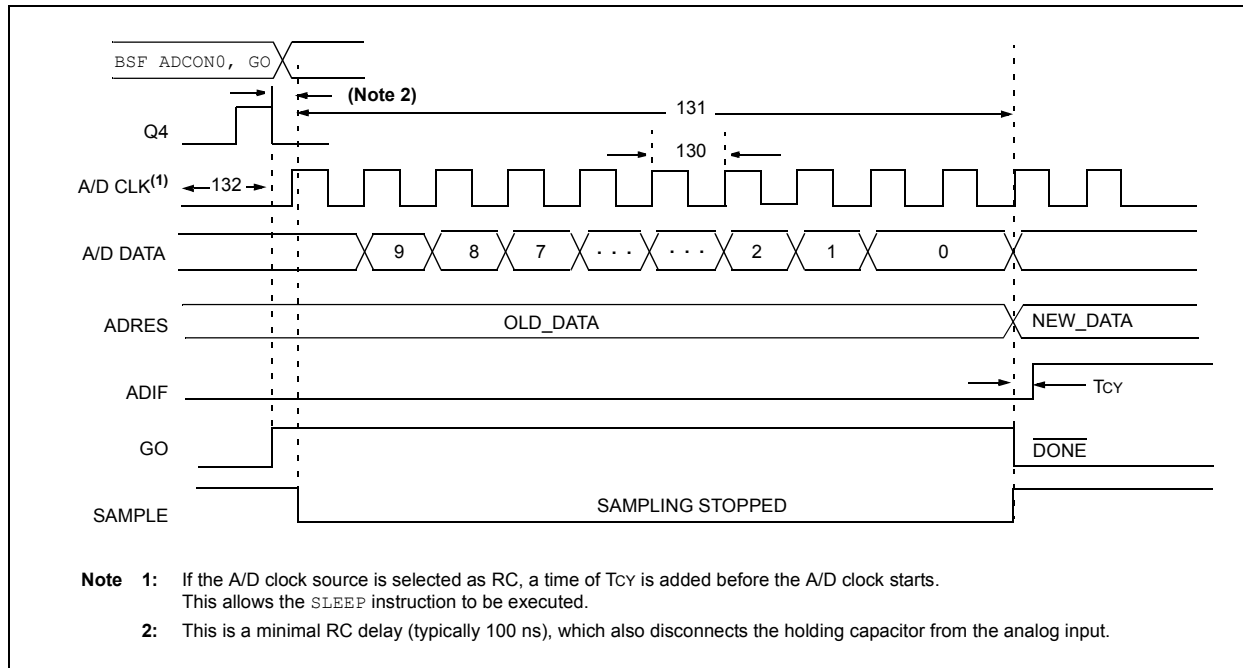 BSF ADCON0, GO
(Note 2)
131
Q4
130
A/D CLK(1)
132
A/D DATA
9 8 7 . . . . . . 2 1 0
ADRES
OLD_DATA
NEW_DATA
ADIF
TCY
GO
DONE
SAMPLE
SAMPLING STOPPED
Note 1: If the A/D clock source is selected as RC, a time of TCY is added before the A/D clock starts.
This allows the SLEEP instruction to be executed.
2: This is a minimal RC delay (typically 100 ns), which also disconnects the holding capacitor from the analog input.